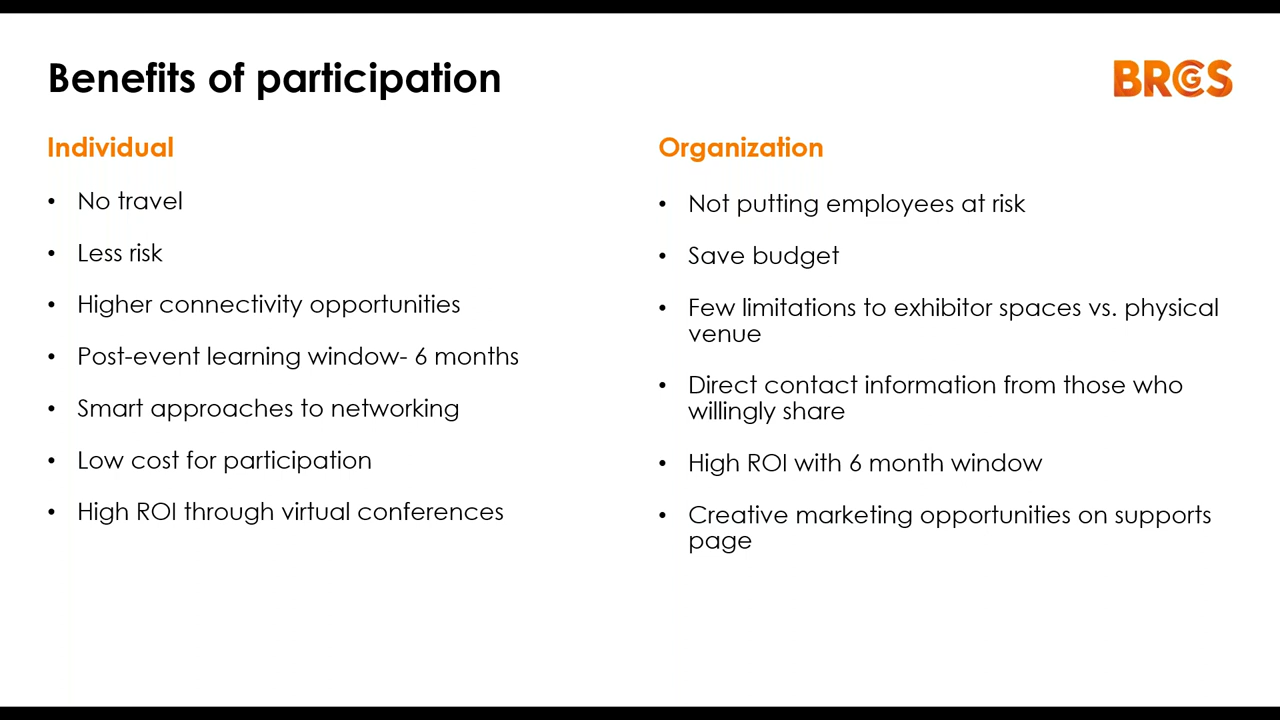 Benefits of participation
BRCGS
Individual
• No travel
• Less risk
• Higher connectivity opportunities
• Post-event learning window- 6 months
• Smart approaches to networking
• Low cost for participation
• High ROI through virtual conferences
Organization
• Not putting employees at risk
• Save budget
• Few limitations to exhibitor spaces vs. physical
venue
• Direct contact information from those who
willingly share
• High ROI with 6 month window
• Creative marketing opportunities on supports
page